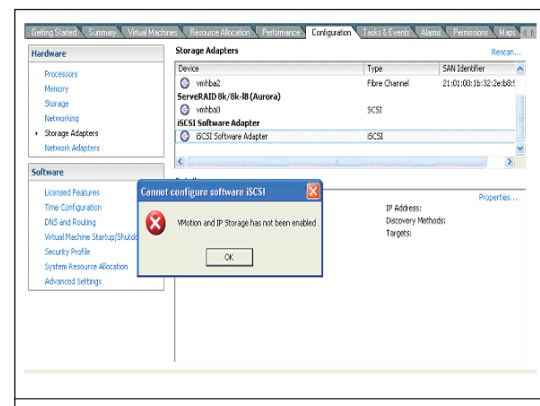 Getting Started Summary Virtual Machines Resource Allocation Performance Configuration Tasks & Events Alarms Permissions Maps
Hardware
Processors
Memory
Storage
Networking
Storage Adapters
Network Adapters
Software
Licensed Features
Time Configuration
DNS and Routing
Virtual Machine Startup/Shutdo
Security Profile
System Resource Allocation
Advanced Settings
Storage Adapters
Rescan...
Device Type SAN Identifier
vmhba2 Fibre Channel 21:01:00:1b:32:2e:b8:
ServeRAID 8k/8k-l8 (Aurora)
vmhba0 SCSI
iSCSI Software Adapter
iSCSI Software Adapter iSCSI
Properties...
IP Address:
Discovery Methods:
Targets:
Cannot configure software iSCSI
VMotion and IP Storage has not been enabled
OK